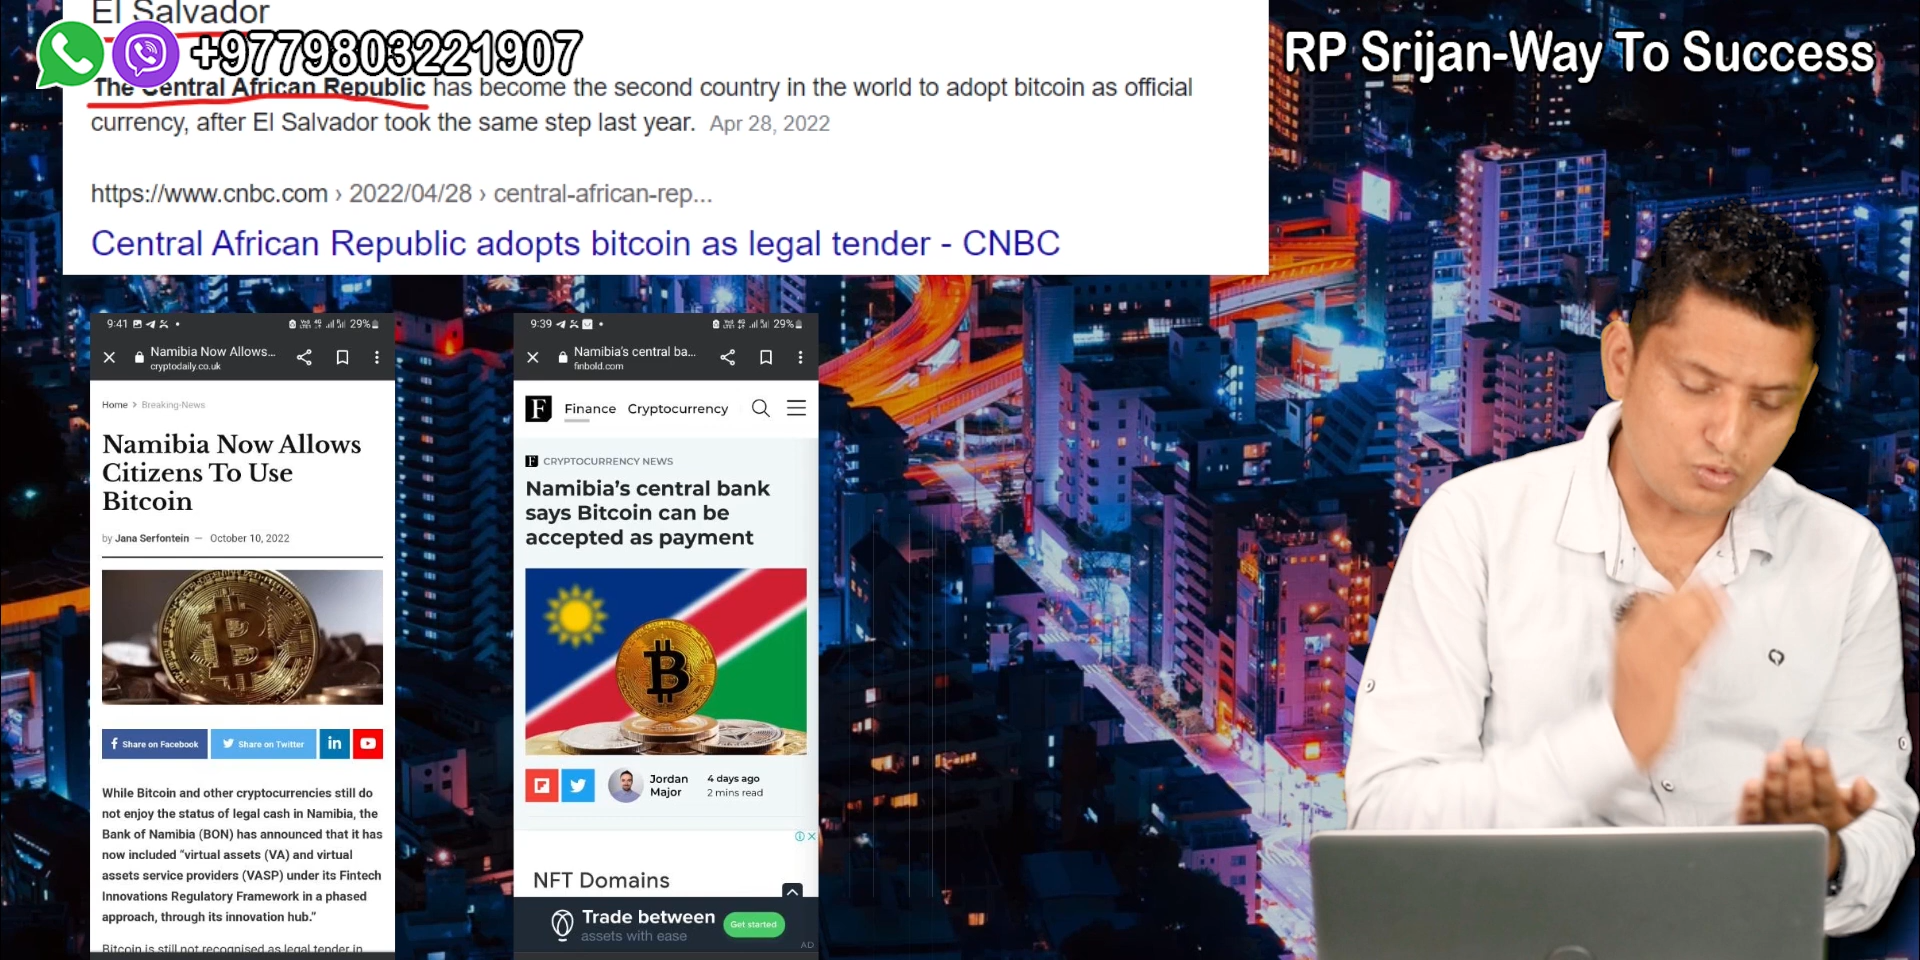 El Salvador
+9779803221907
RP Srijan-Way To Success
The Central African Republic has become the second country in the world to adopt bitcoin as official
currency, after El Salvador took the same step last year. Apr 28, 2022
https://www.cnbc.com › 2022/04/28 › central-african-rep...
Central African Republic adopts bitcoin as legal tender - CNBC
9:41
29%
Namibia Now Allows...
cryptodaily.co.uk
Home > Breaking-News
Namibia Now Allows
Citizens To Use
Bitcoin
by Jana Serfontein — October 10, 2022
Share on Facebook
Share on Twitter
in
While Bitcoin and other cryptocurrencies still do
not enjoy the status of legal cash in Namibia, the
Bank of Namibia (BON) has announced that it has
now included “virtual assets (VA) and virtual
assets service providers (VASP) under its Fintech
Innovations Regulatory Framework in a phased
approach, through its innovation hub.”
Bitcoin is still not recognised as legal tender in
9:39
29%
Namibia's central ba...
finbold.com
F Finance Cryptocurrency
F CRYPTOCURRENCY NEWS
Namibia’s central bank
says Bitcoin can be
accepted as payment
Jordan
Major
4 days ago
2 mins read
NFT Domains
Trade between
assets with ease
Get started
AD